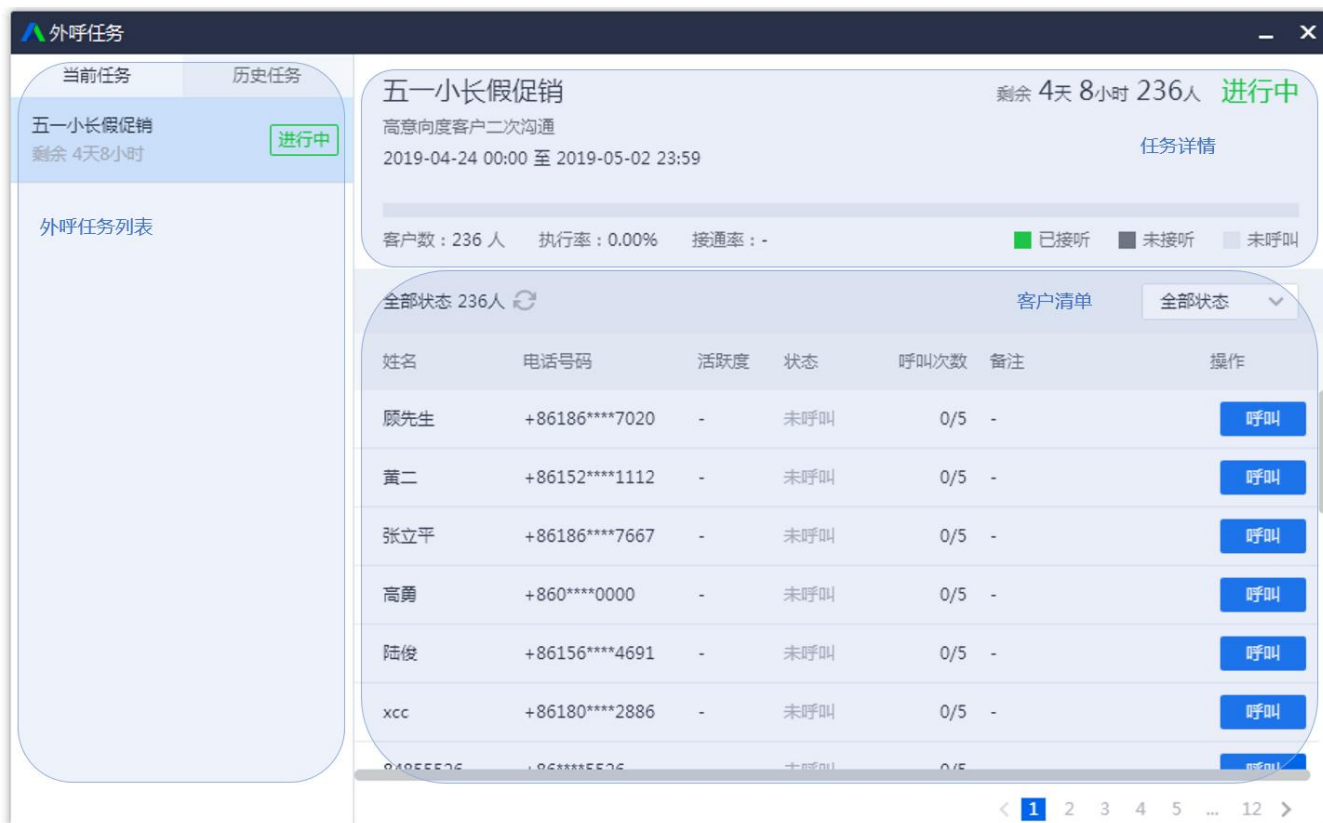 外呼任务
当前任务 历史任务
五一小长假促销
剩余 4天8小时
进行中
外呼任务列表
五一小长假促销
剩余 4天 8小时 236人 进行中
高意向度客户二次沟通
任务详情
2019-04-24 00:00 至 2019-05-02 23:59
客户数：236 人 执行率：0.00% 接通率：- 已接听 未接听 未呼叫
全部状态 236人 客户清单 全部状态
姓名 电话号码 活跃度 状态 呼叫次数 备注 操作
顾先生 +86186****7020 - 未呼叫 0/5 - 呼叫
黄二 +86152****1112 - 未呼叫 0/5 - 呼叫
张立平 +86186****7667 - 未呼叫 0/5 - 呼叫
高勇 +860****0000 - 未呼叫 0/5 - 呼叫
陆俊 +86156****4691 - 未呼叫 0/5 - 呼叫
xcc +86180****2886 - 未呼叫 0/5 - 呼叫
84855526 +86****5526 未呼叫 0/5 呼叫
< 1 2 3 4 5 ... 12 >